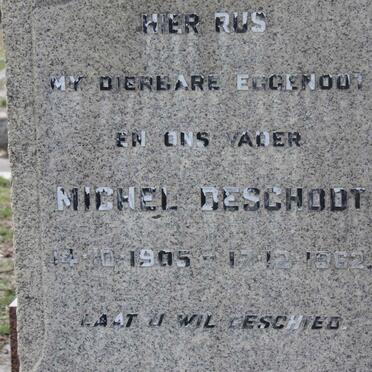 HIER RUS
MY DIERBARE EGGENOOT
EN ONS VADER
MICHEL DESCHODT
14-10-1905 - 17-12-1962
LAAT U WIL GESCHIED.